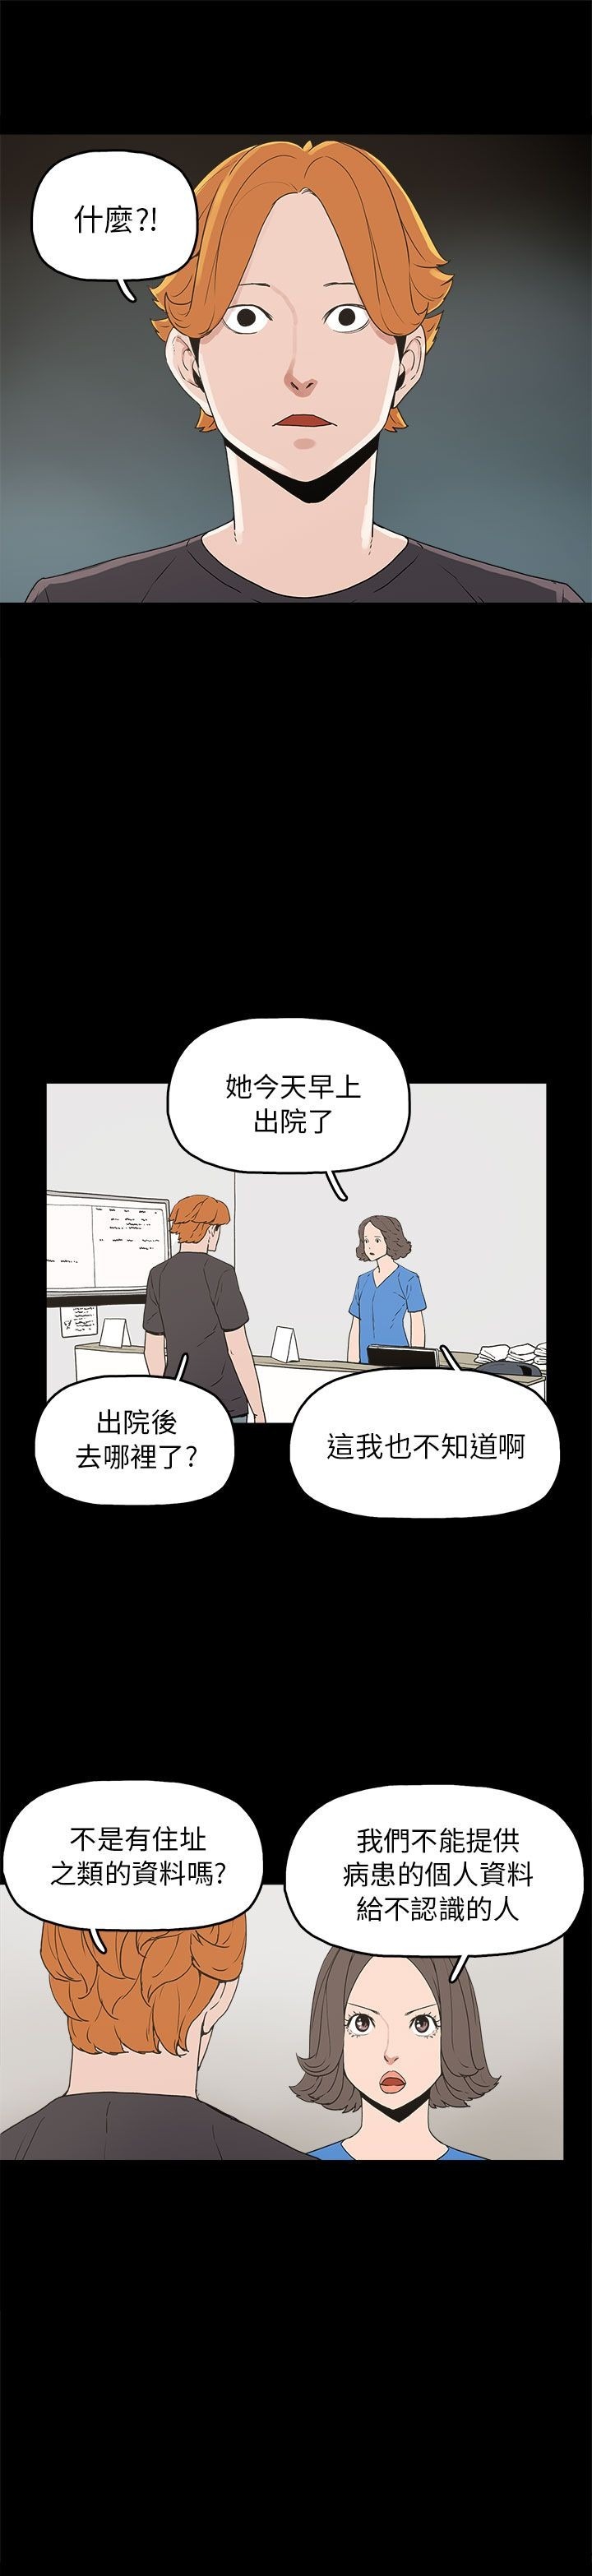 什麼?!
她今天早上
出院了
出院後
去哪裡了?
這我也不知道啊
不是有住址
之類的資料嗎?
我們不能提供
病患的個人資料
給不認識的人